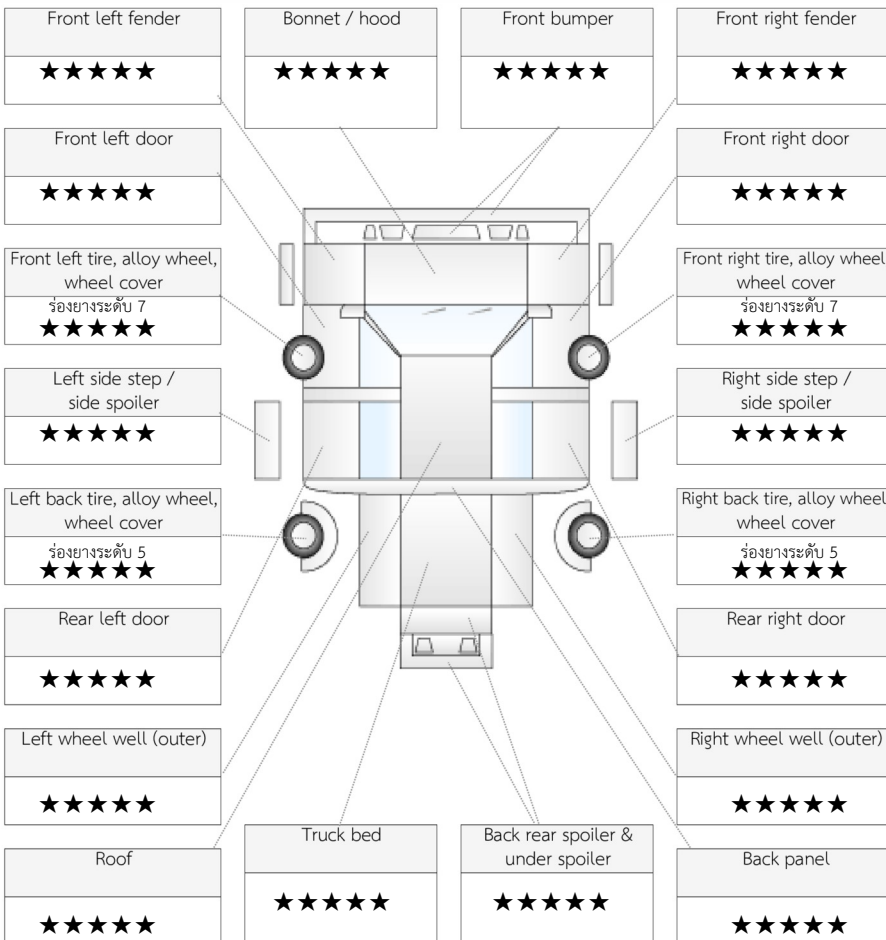 Front left fender
★★★★★
Bonnet / hood
★★★★★
Front bumper
★★★★★
Front right fender
★★★★★
Front left door
★★★★★
Front right door
★★★★★
Front left tire, alloy wheel,
wheel cover
ร่องยางระดับ 7
★★★★★
Front right tire, alloy wheel
wheel cover
ร่องยางระดับ 7
★★★★★
Left side step /
side spoiler
★★★★★
Right side step /
side spoiler
★★★★★
Left back tire, alloy wheel,
wheel cover
ร่องยางระดับ 5
★★★★★
Right back tire, alloy wheel
wheel cover
ร่องยางระดับ 5
★★★★★
Rear left door
★★★★★
Rear right door
★★★★★
Left wheel well (outer)
★★★★★
Right wheel well (outer)
★★★★★
Roof
★★★★★
Truck bed
★★★★★
Back rear spoiler &
under spoiler
★★★★★
Back panel
★★★★★